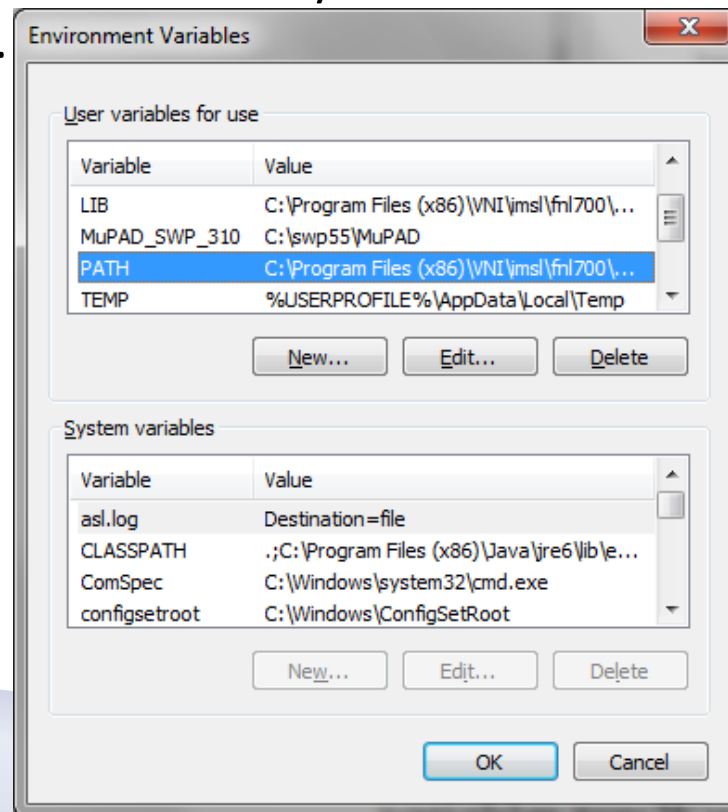 Environment Variables
User variables for use
Variable Value
LIB C:\Program Files (x86)\VNI\imsl\fnl700\...
MuPAD_SWP_310 C:\swp55\MuPAD
PATH C:\Program Files (x86)\VNI\imsl\fnl700\...
TEMP %USERPROFILE%\AppData\Local\Temp
New... Edit... Delete
System variables
Variable Value
asl.log Destination=file
CLASSPATH .;C:\Program Files (x86)\Java\jre6\lib\e...
ComSpec C:\Windows\system32\cmd.exe
configsetroot C:\Windows\ConfigSetRoot
New... Edit... Delete
OK Cancel